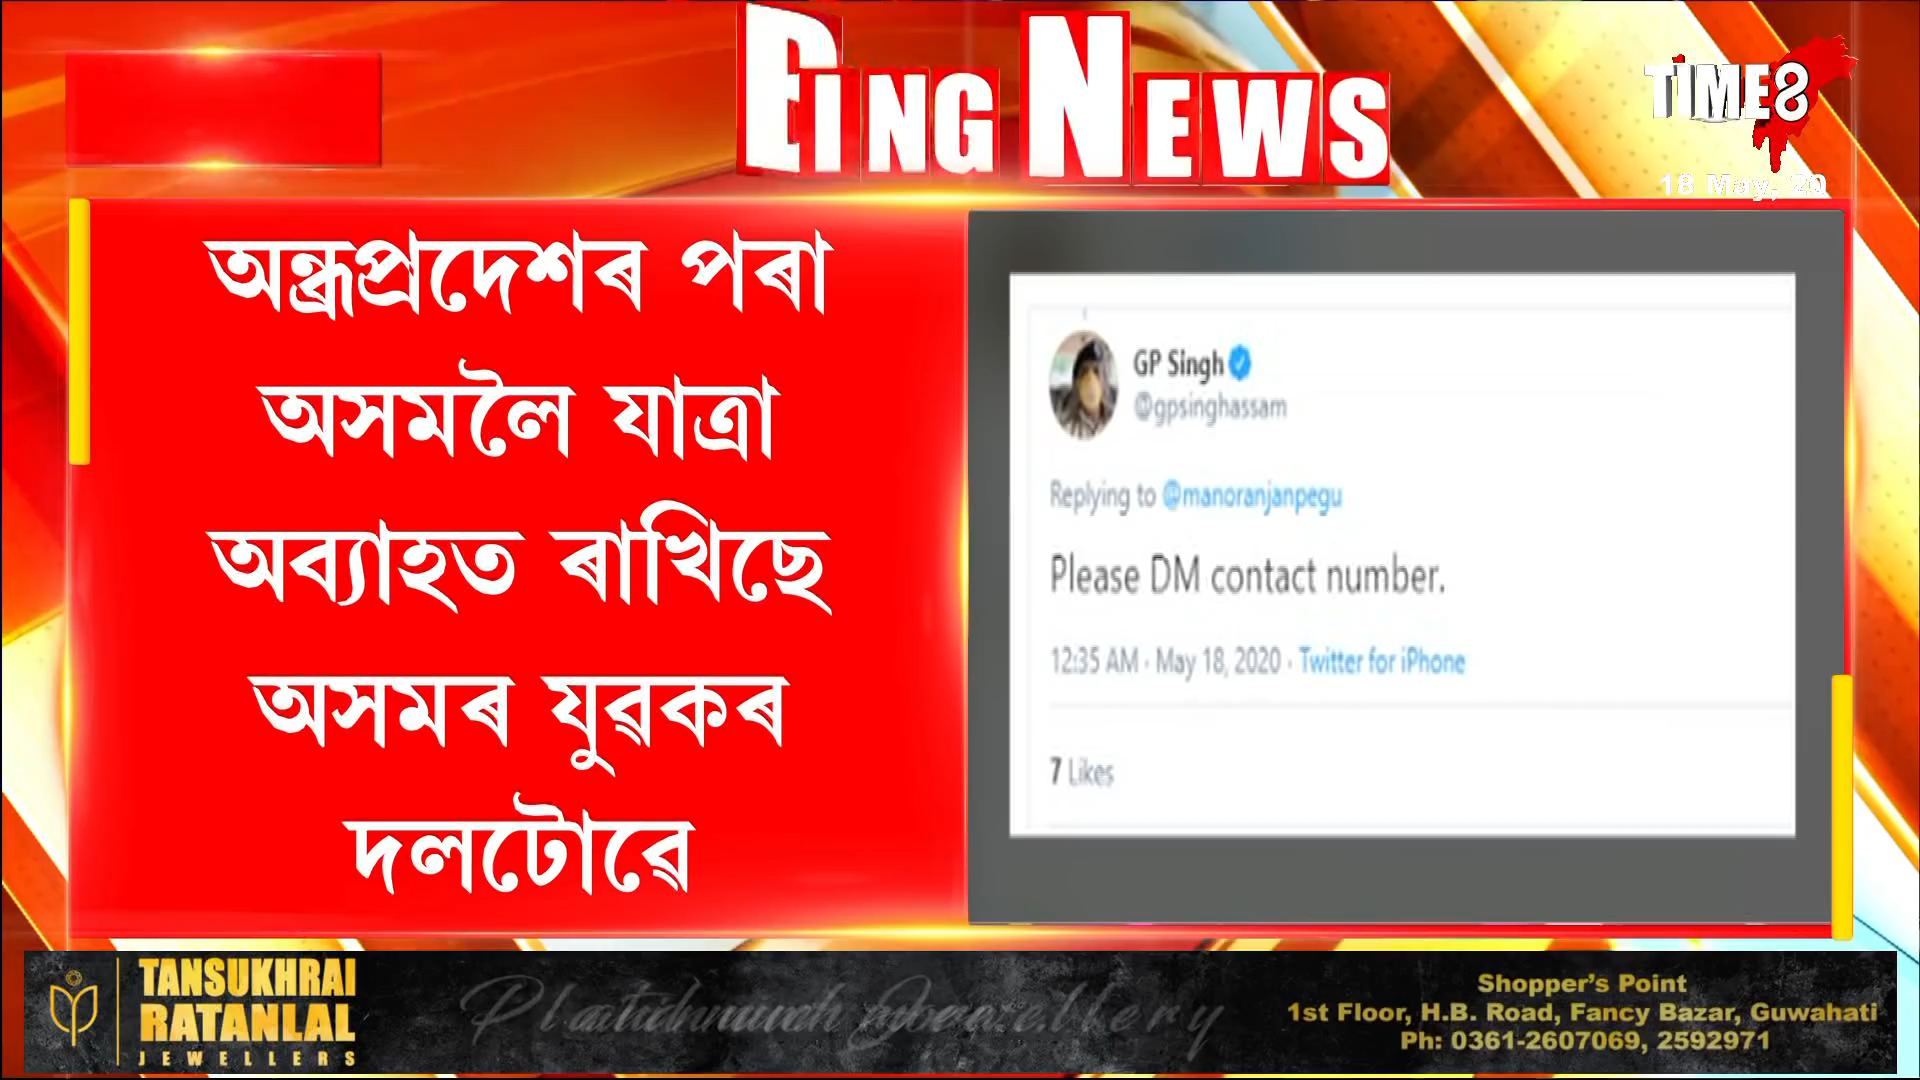 NEWS
TIME8
18 May, 20
অন্ধ্ৰপ্ৰদেশৰ পৰা
অসমলৈ যাত্ৰা
অব্যাহত ৰাখিছে
অসমৰ যুৱকৰ
দলটোৱে
GP Singh
@gpsinghassam
Replying to @manoranjanpegu
Please DM contact number.
12:35 AM · May 18, 2020 · Twitter for iPhone
7 Likes
TANSUKHRAI
RATANLAL
JEWELLERS
Shopper's Point
1st Floor, H.B. Road, Fancy Bazar, Guwahati
Ph: 0361-2607069, 2592971